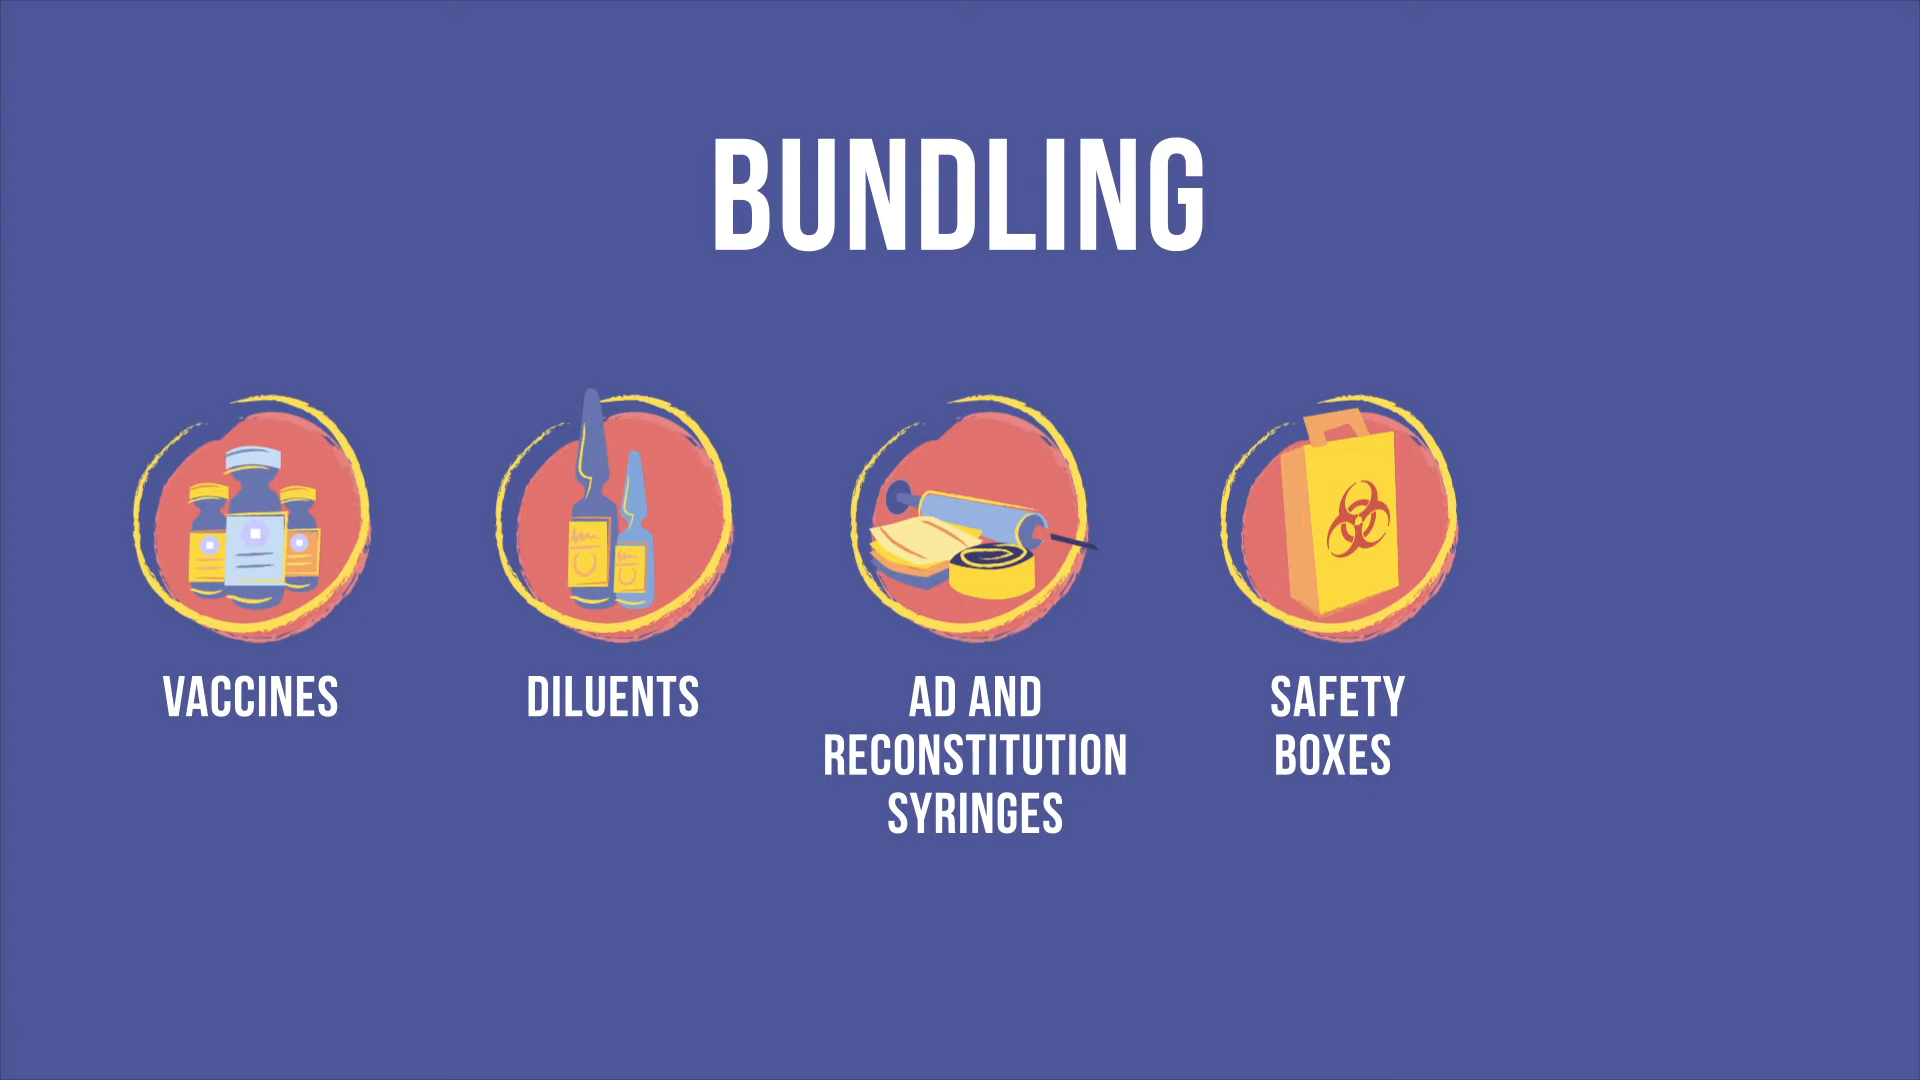 BUNDLING
VACCINES
DILUENTS
AD AND
RECONSTITUTION
SYRINGES
SAFETY
BOXES